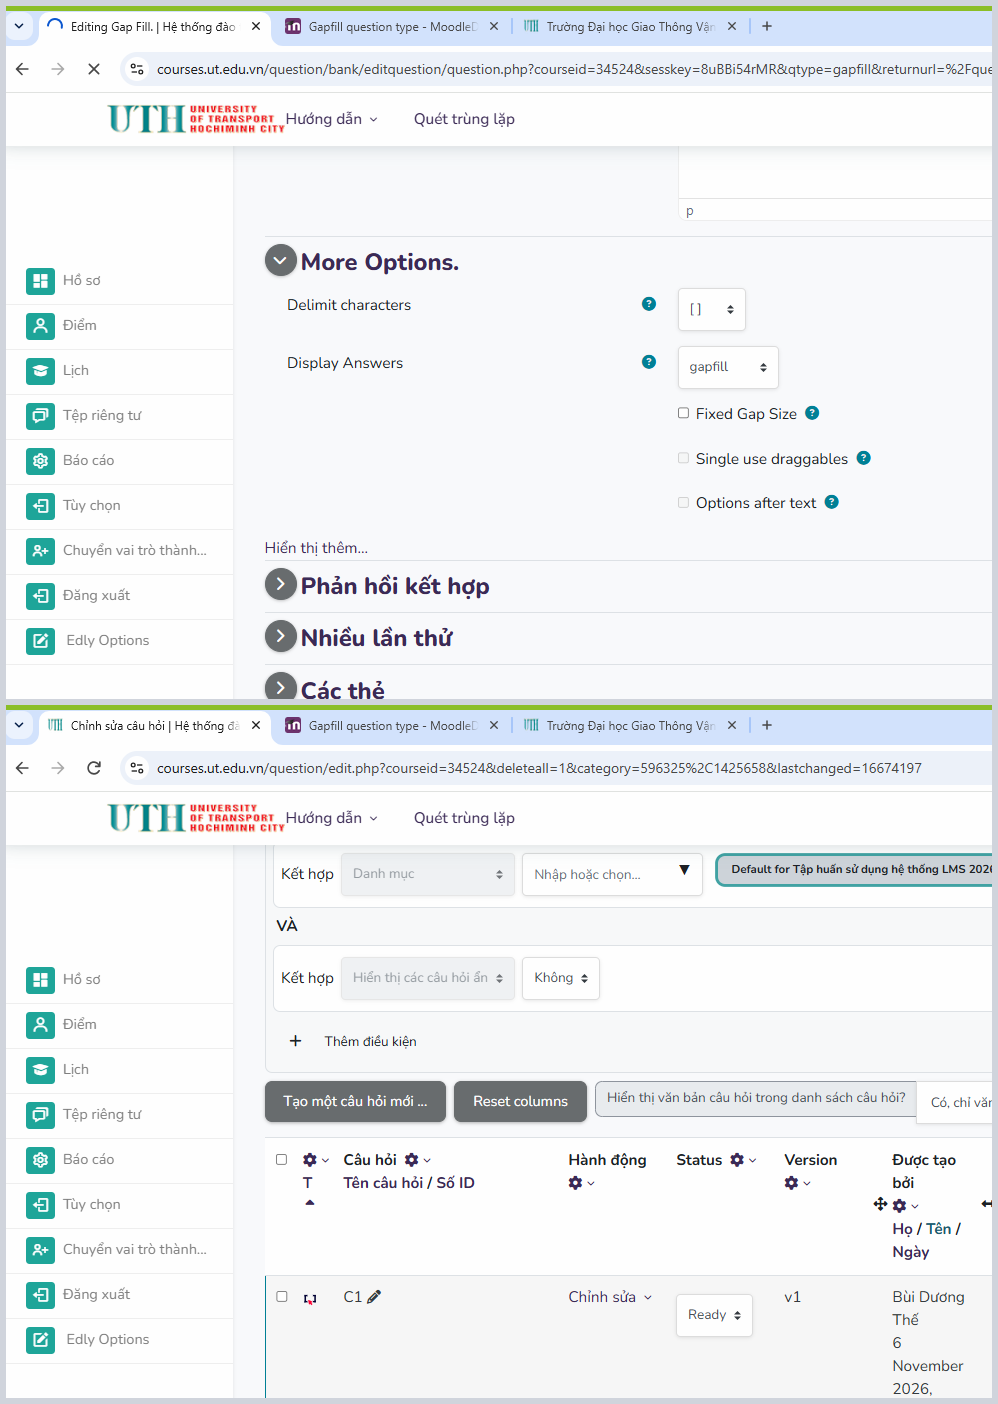 Editing Gap Fill. | Hệ thống đào
Gapfill question type - MoodleD
Trường Đại học Giao Thông Vận
courses.ut.edu.vn/question/bank/editquestion/question.php?courseid=34524&sesskey=8uBBi54rMR&qtype=gapfill&returnurl=%2Fque
UTH UNIVERSITY OF TRANSPORT HOCHIMINH CITY
Hướng dẫn
Quét trùng lặp
p
Hồ sơ
Điểm
Lịch
Tệp riêng tư
Báo cáo
Tùy chọn
Chuyển vai trò thành...
Đăng xuất
Edly Options
More Options.
Delimit characters
[ ]
Display Answers
gapfill
Fixed Gap Size
Single use draggables
Options after text
Hiển thị thêm...
Phản hồi kết hợp
Nhiều lần thử
Các thẻ
Chỉnh sửa câu hỏi | Hệ thống đà
Gapfill question type - MoodleD
Trường Đại học Giao Thông Vận
courses.ut.edu.vn/question/edit.php?courseid=34524&deleteall=1&category=596325%2C1425658&lastchanged=16674197
UTH UNIVERSITY OF TRANSPORT HOCHIMINH CITY
Hướng dẫn
Quét trùng lặp
Hồ sơ
Điểm
Lịch
Tệp riêng tư
Báo cáo
Tùy chọn
Chuyển vai trò thành...
Đăng xuất
Edly Options
Kết hợp
Danh mục
Nhập hoặc chọn...
Default for Tập huấn sử dụng hệ thống LMS 2026
VÀ
Kết hợp
Hiển thị các câu hỏi ẩn
Không
Thêm điều kiện
Tạo một câu hỏi mới ...
Reset columns
Hiển thị văn bản câu hỏi trong danh sách câu hỏi?
Có, chỉ văn
T
Câu hỏi
Tên câu hỏi / Số ID
Hành động
Status
Version
Được tạo
bởi
Họ / Tên /
Ngày
C1
Chỉnh sửa
Ready
v1
Bùi Dương
Thế
6
November
2026,